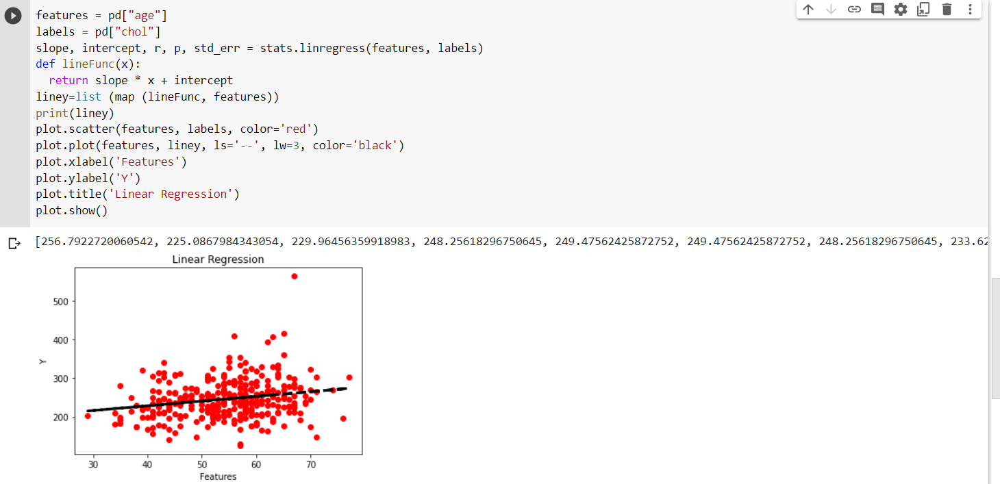 features = pd["age"]
labels = pd["chol"]
slope, intercept, r, p, std_err = stats.linregress(features, labels)
def lineFunc(x):
  return slope * x + intercept
liney=list (map (lineFunc, features))
print(liney)
plot.scatter(features, labels, color='red')
plot.plot(features, liney, ls='--', lw=3, color='black')
plot.xlabel('Features')
plot.ylabel('Y')
plot.title('Linear Regression')
plot.show()
[256.7922720060542, 225.0867984343054, 229.96456359918983, 248.25618296750645, 249.47562425872752, 249.47562425872752, 248.25618296750645, 233.62
Linear Regression
500
400
300
200
Y
30 40 50 60 70
Features